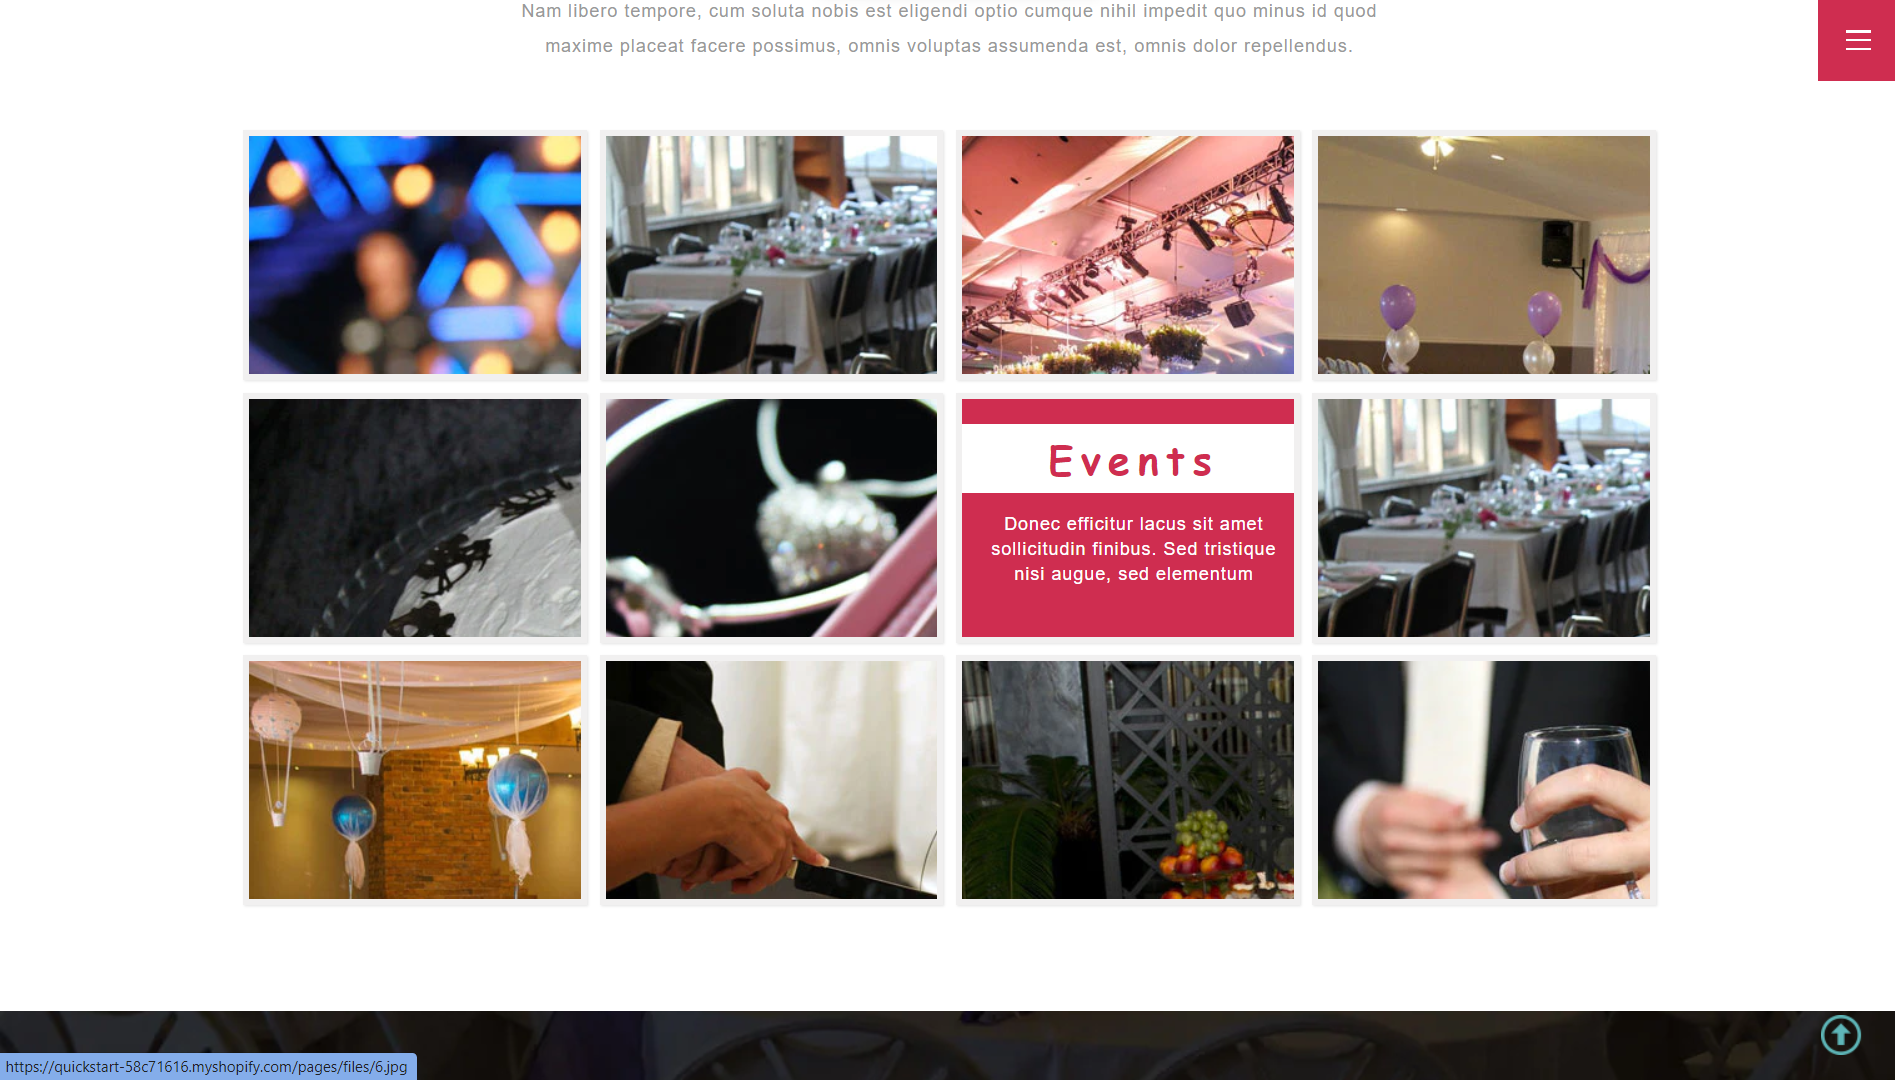 Nam libero tempore, cum soluta nobis est eligendi optio cumque nihil impedit quo minus id quod
maxime placeat facere possimus, omnis voluptas assumenda est, omnis dolor repellendus.
Events
Donec efficitur lacus sit amet
sollicitudin finibus. Sed tristique
nisi augue, sed elementum
https://quickstart-58c71616.myshopify.com/pages/files/6.jpg